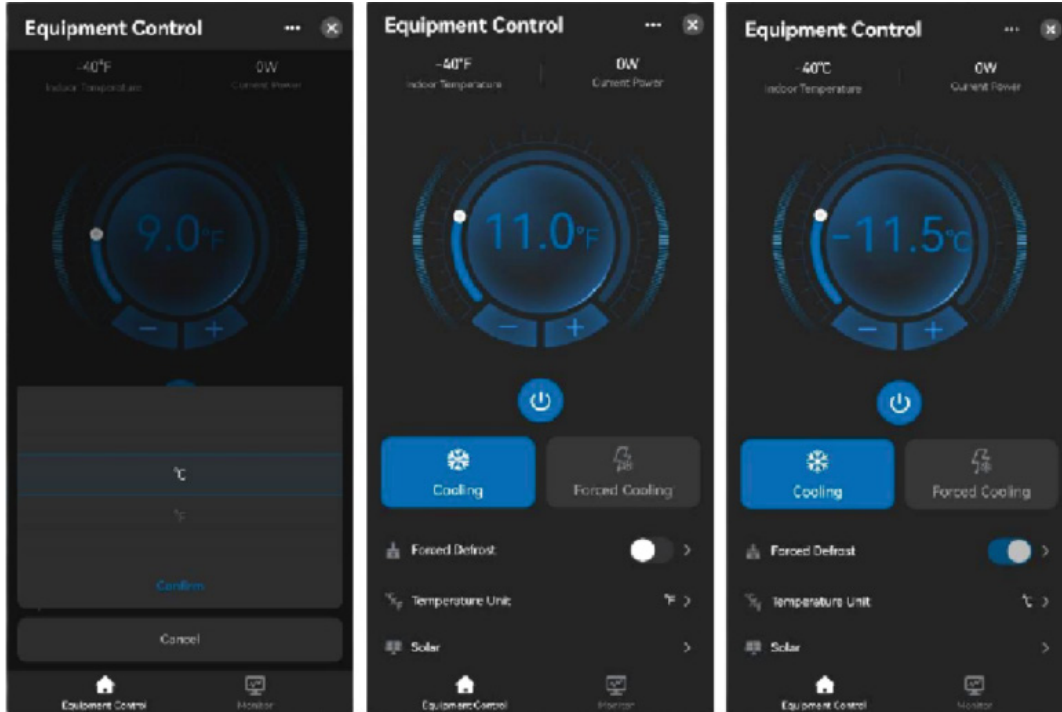 Equipment Control
-40°F
0W
Indoor Temperature
Current Power
9.0°F
°C
°F
Confirm
Cancel
Equipment Control
Monitor
Equipment Control
-40°F
0W
Indoor Temperature
Current Power
11.0°F
Cooling
Forced Cooling
Forced Defrost
Temperature Unit
°F
Solar
Equipment Control
Monitor
Equipment Control
-40°C
0W
Indoor Temperature
Current Power
-11.5°C
Cooling
Forced Cooling
Forced Defrost
Temperature Unit
°C
Solar
Equipment Control
Monitor